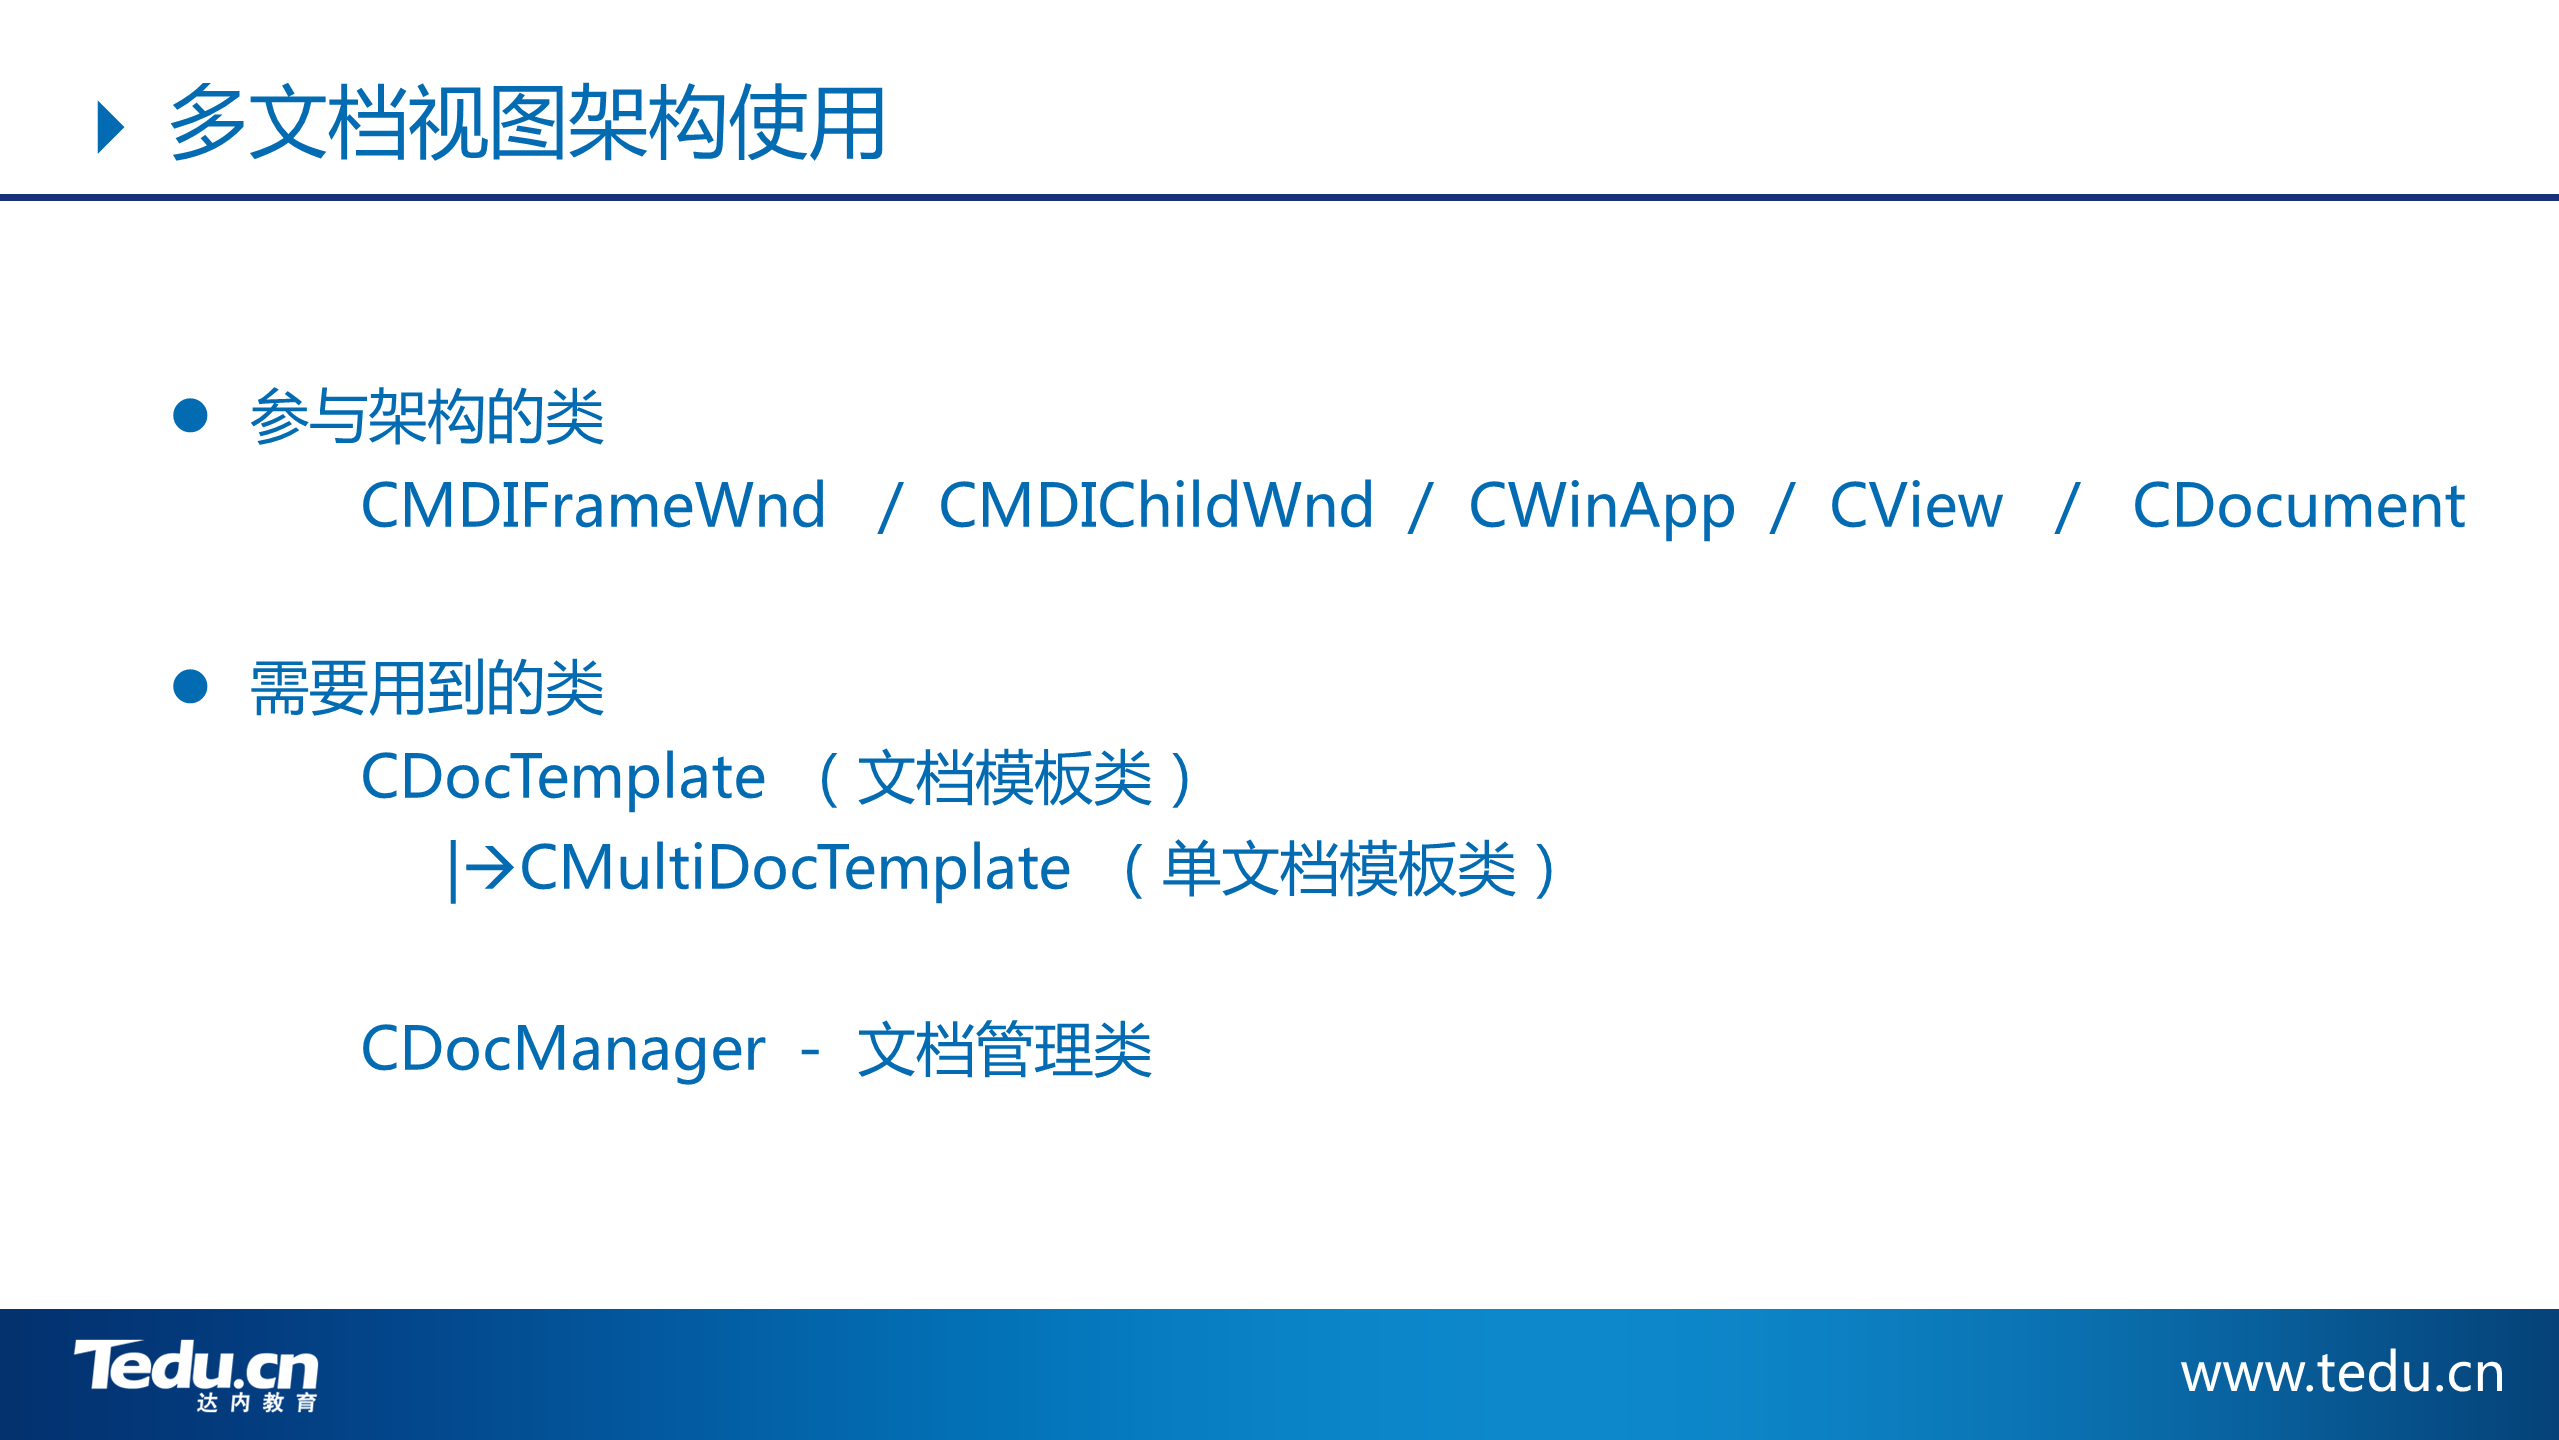 多文档视图架构使用
● 参与架构的类
CMDIFrameWnd / CMDIChildWnd / CWinApp / CView / CDocument
● 需要用到的类
CDocTemplate （文档模板类）
|→CMultiDocTemplate （单文档模板类）
CDocManager - 文档管理类
Tedu.cn
达内教育
www.tedu.cn